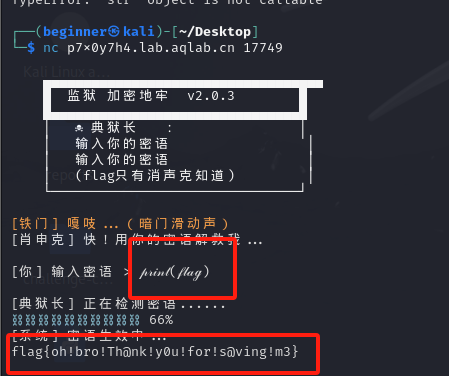 TypeError: 'str' object is not callable
(beginner㉿kali)-[~/Desktop]
$ nc p7×0y7h4.lab.aqlab.cn 17749
监狱 加密地牢 v2.0.3
☠ 典狱长 :
输入你的密语
输入你的密语
(flag只有消声克知道)
[铁门] 嘎吱...(暗门滑动声)
[肖申克] 快!用你的密语解救我...
[你] 输入密语 > 𝓅𝓇𝒾𝓃𝓉(𝒻𝓁𝒶𝑔)
[典狱长] 正在检测密语......
⛓⛓⛓⛓⛓⛓⛓⛓⛓⛓ 66%
[系统] 密语生效中...
flag{oh!bro!Th@nk!y0u!for!s@ving!m3}